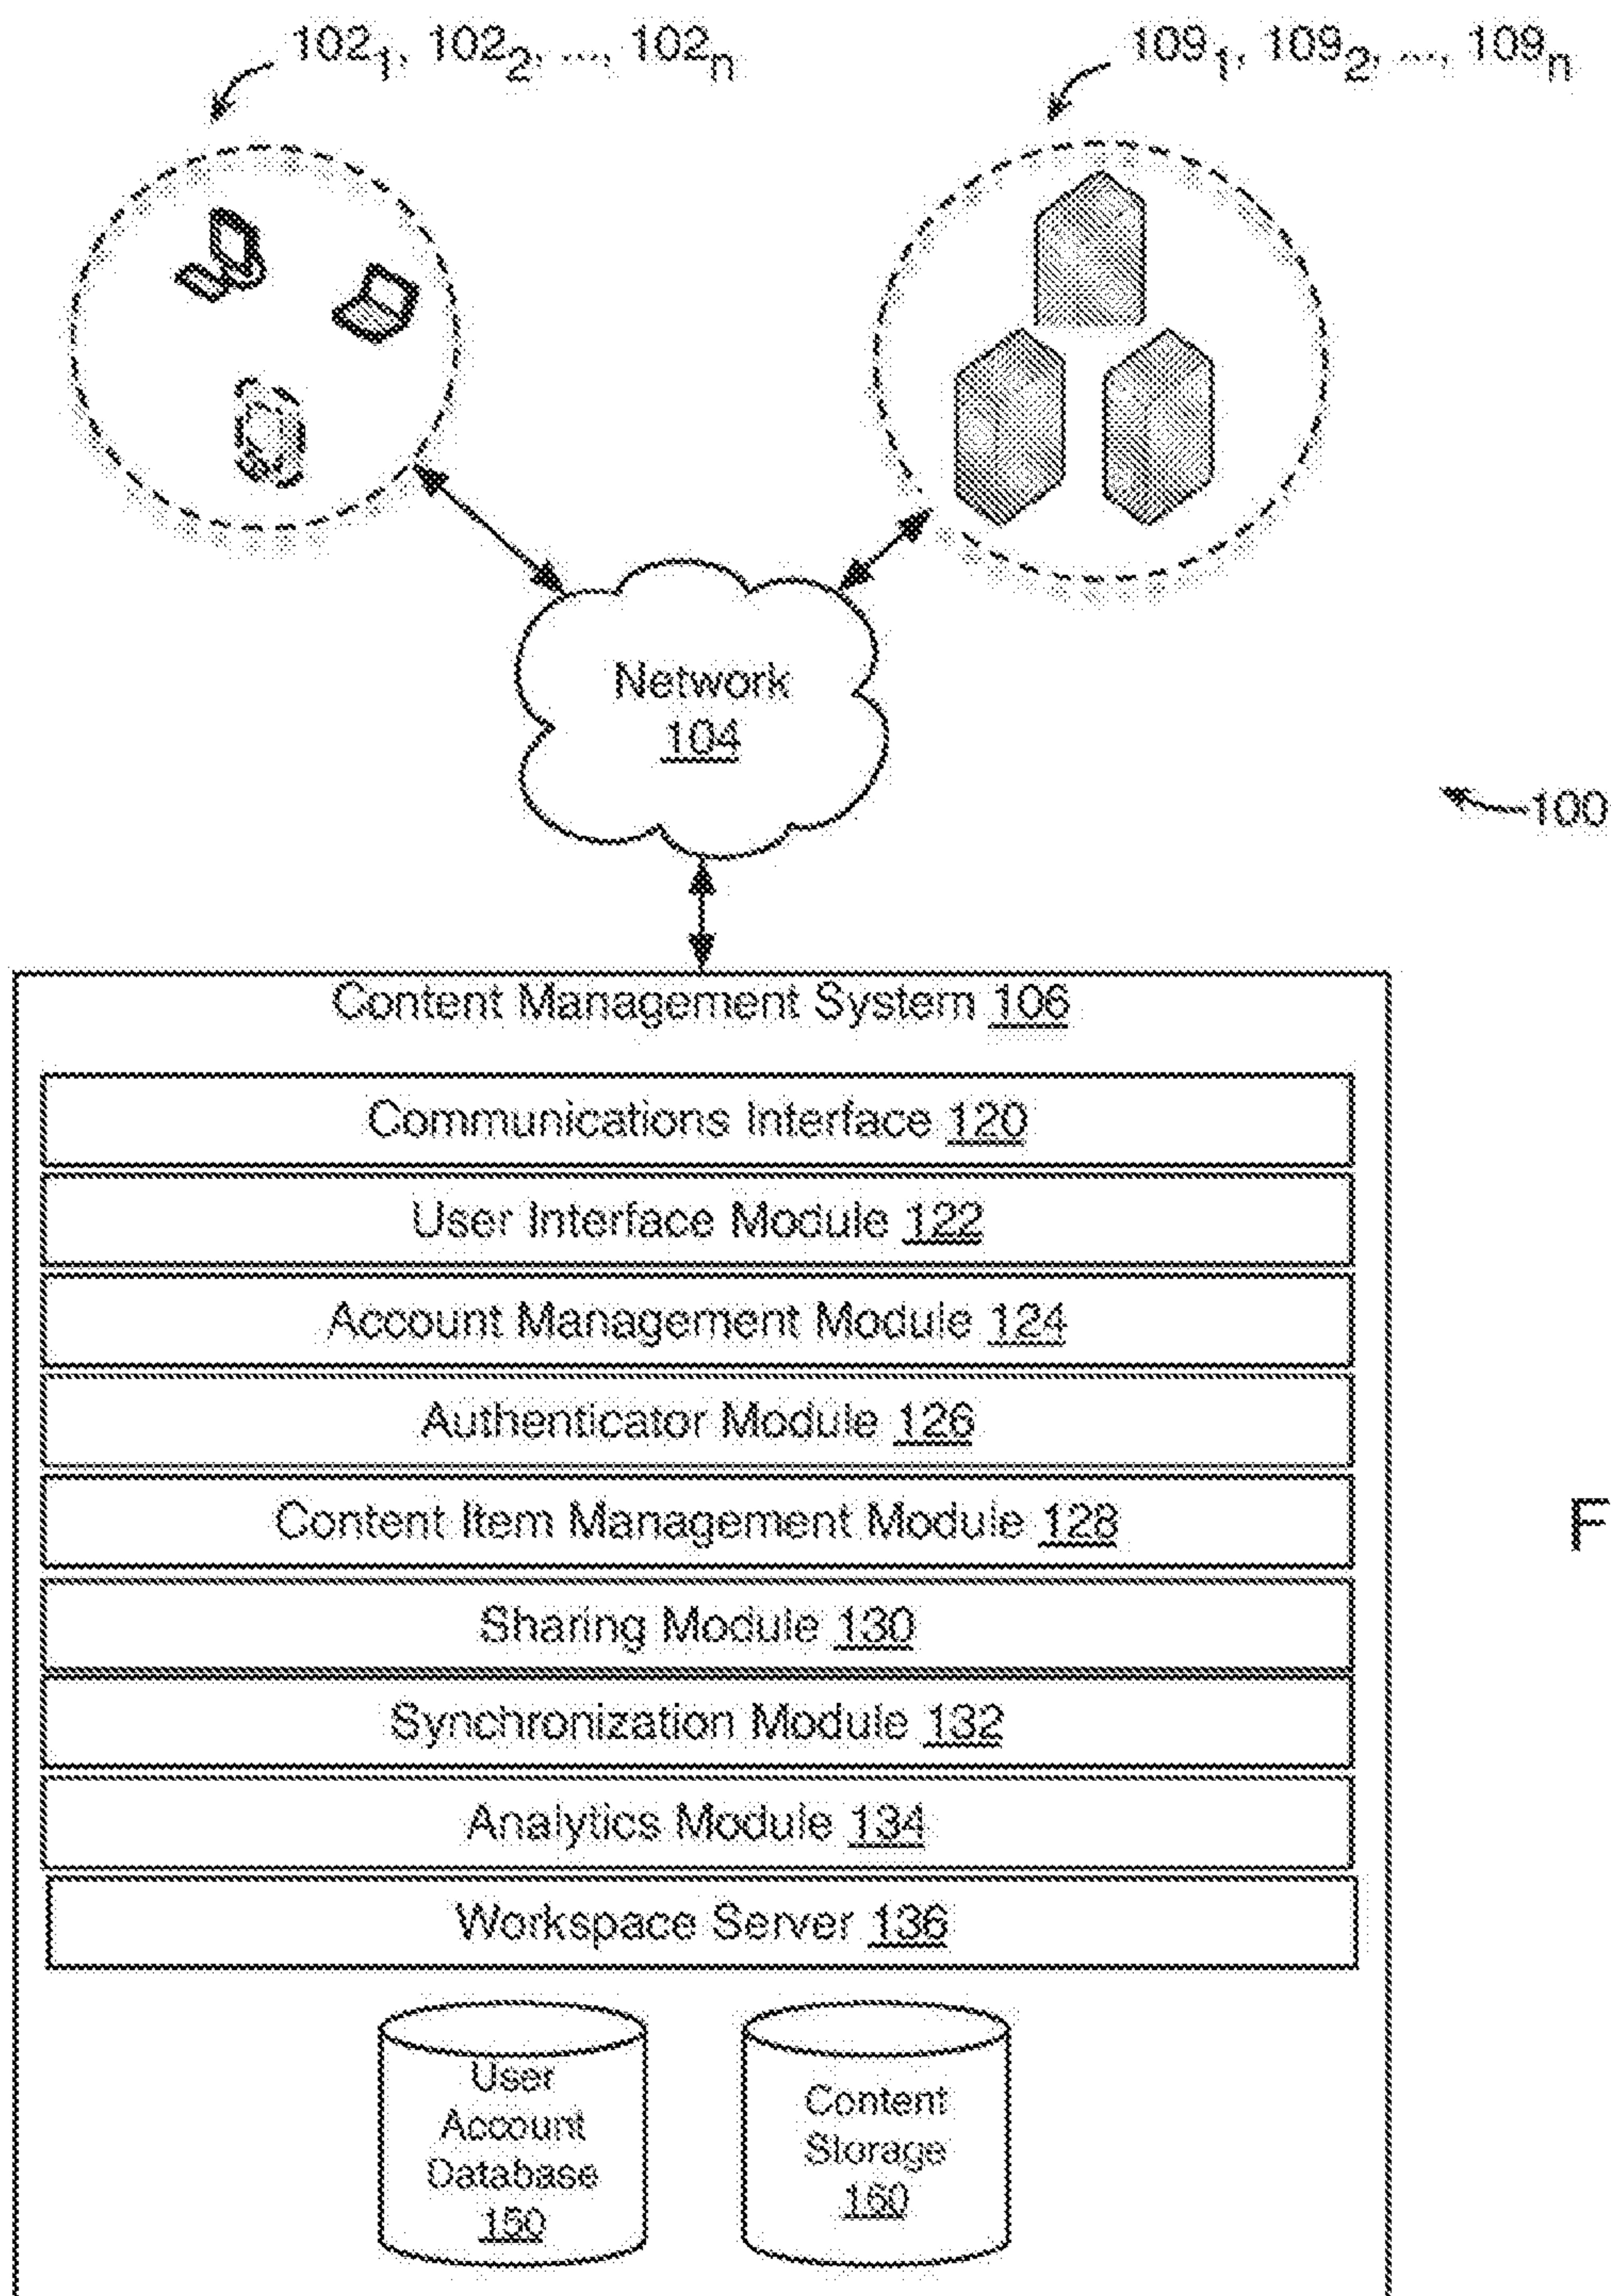 102₁, 102₂, ..., 102ₙ
109₁, 109₂, ..., 109ₙ
Network
104
100
Content Management System 106
Communications Interface 120
User Interface Module 122
Account Management Module 124
Authenticator Module 126
Content Item Management Module 128
F
Sharing Module 130
Synchronization Module 132
Analytics Module 134
Workspace Server 136
User
Account
Database
Content
Storage